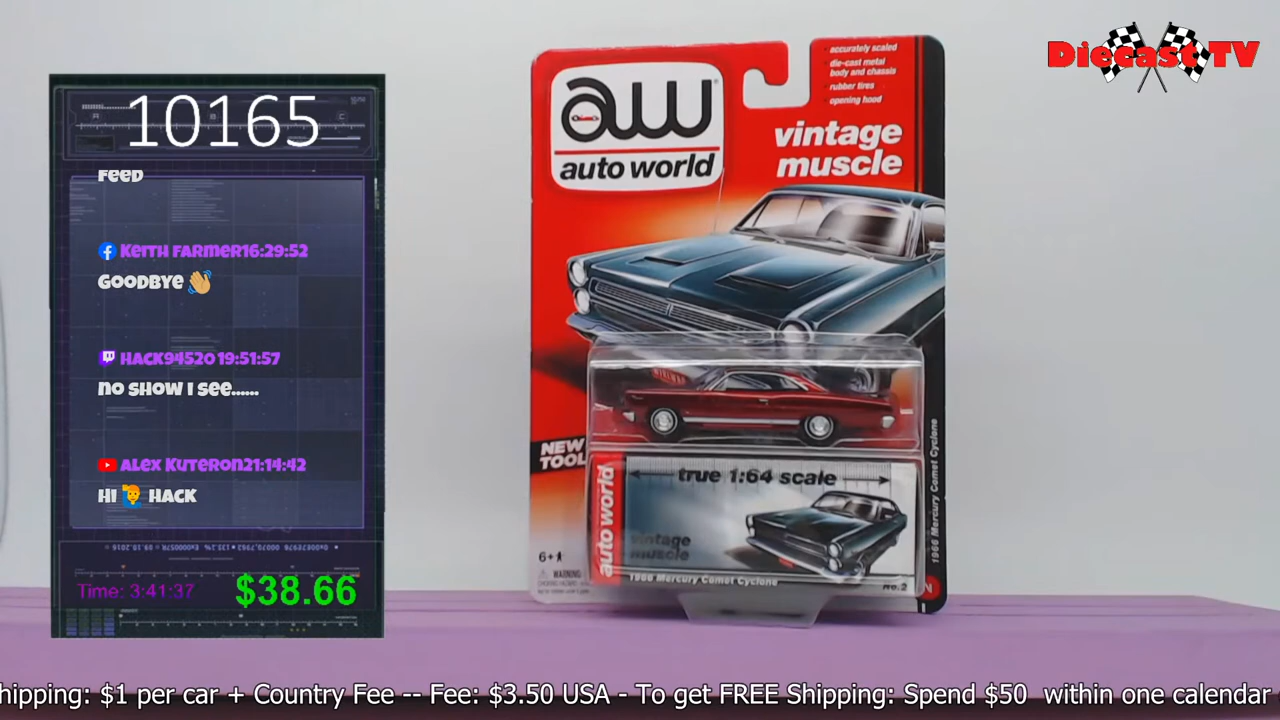 10165
FEED
Keith Farmer16:29:52
GOODBYE 👋
HACK94520 19:51:57
NO SHOW I SEE......
Alex Kuteron21:14:42
HI 🙋 HACK
Time: 3:41:37
$38.66
Diecast TV
aw
auto world
accurately scaled
die-cast metal
body and chassis
rubber tires
opening hood
vintage
muscle
NEW
TOOL
true 1:64 scale
auto world
vintage
muscle
1966 Mercury Comet Cyclone
No.2
1966 Mercury Comet Cyclone
6+
WARNING
hipping: $1 per car + Country Fee -- Fee: $3.50 USA - To get FREE Shipping: Spend $50 within one calendar